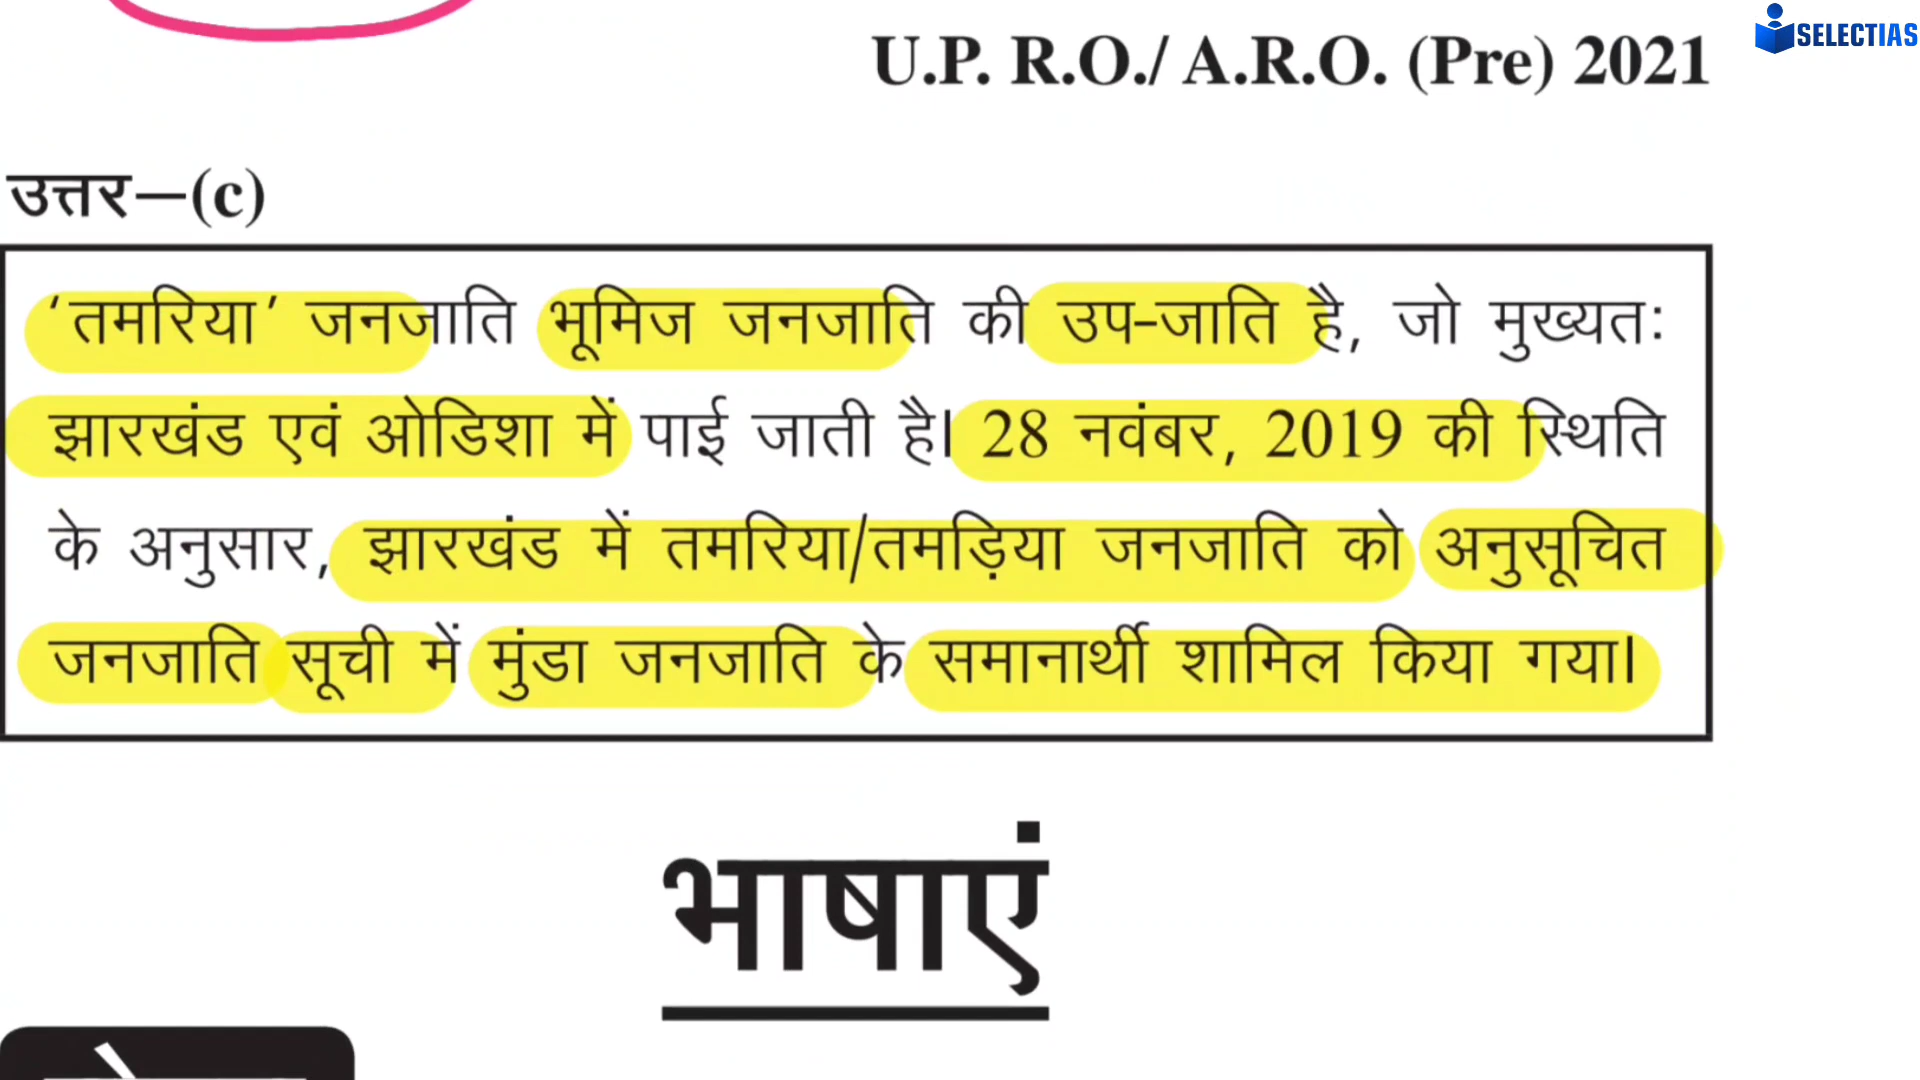 SELECTIAS
U.P. R.O./ A.R.O. (Pre) 2021
उत्तर—(c)
‘तमरिया’ जनजाति भूमिज जनजाति की उप-जाति है, जो मुख्यतः
झारखंड एवं ओडिशा में पाई जाती है। 28 नवंबर, 2019 की स्थिति
के अनुसार, झारखंड में तमरिया/तमड़िया जनजाति को अनुसूचित
जनजाति सूची में मुंडा जनजाति के समानार्थी शामिल किया गया।
भाषाएं